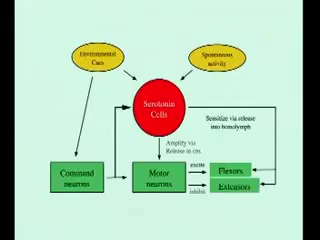 Environmental
Cues
Spontaneous
activity
Serotonin
Cells
Sensitize via release
into hemolymph
Amplify via
Release in cns
Command
neurons
Motor
neurons
excite
inhibit
Flexors
Extensors